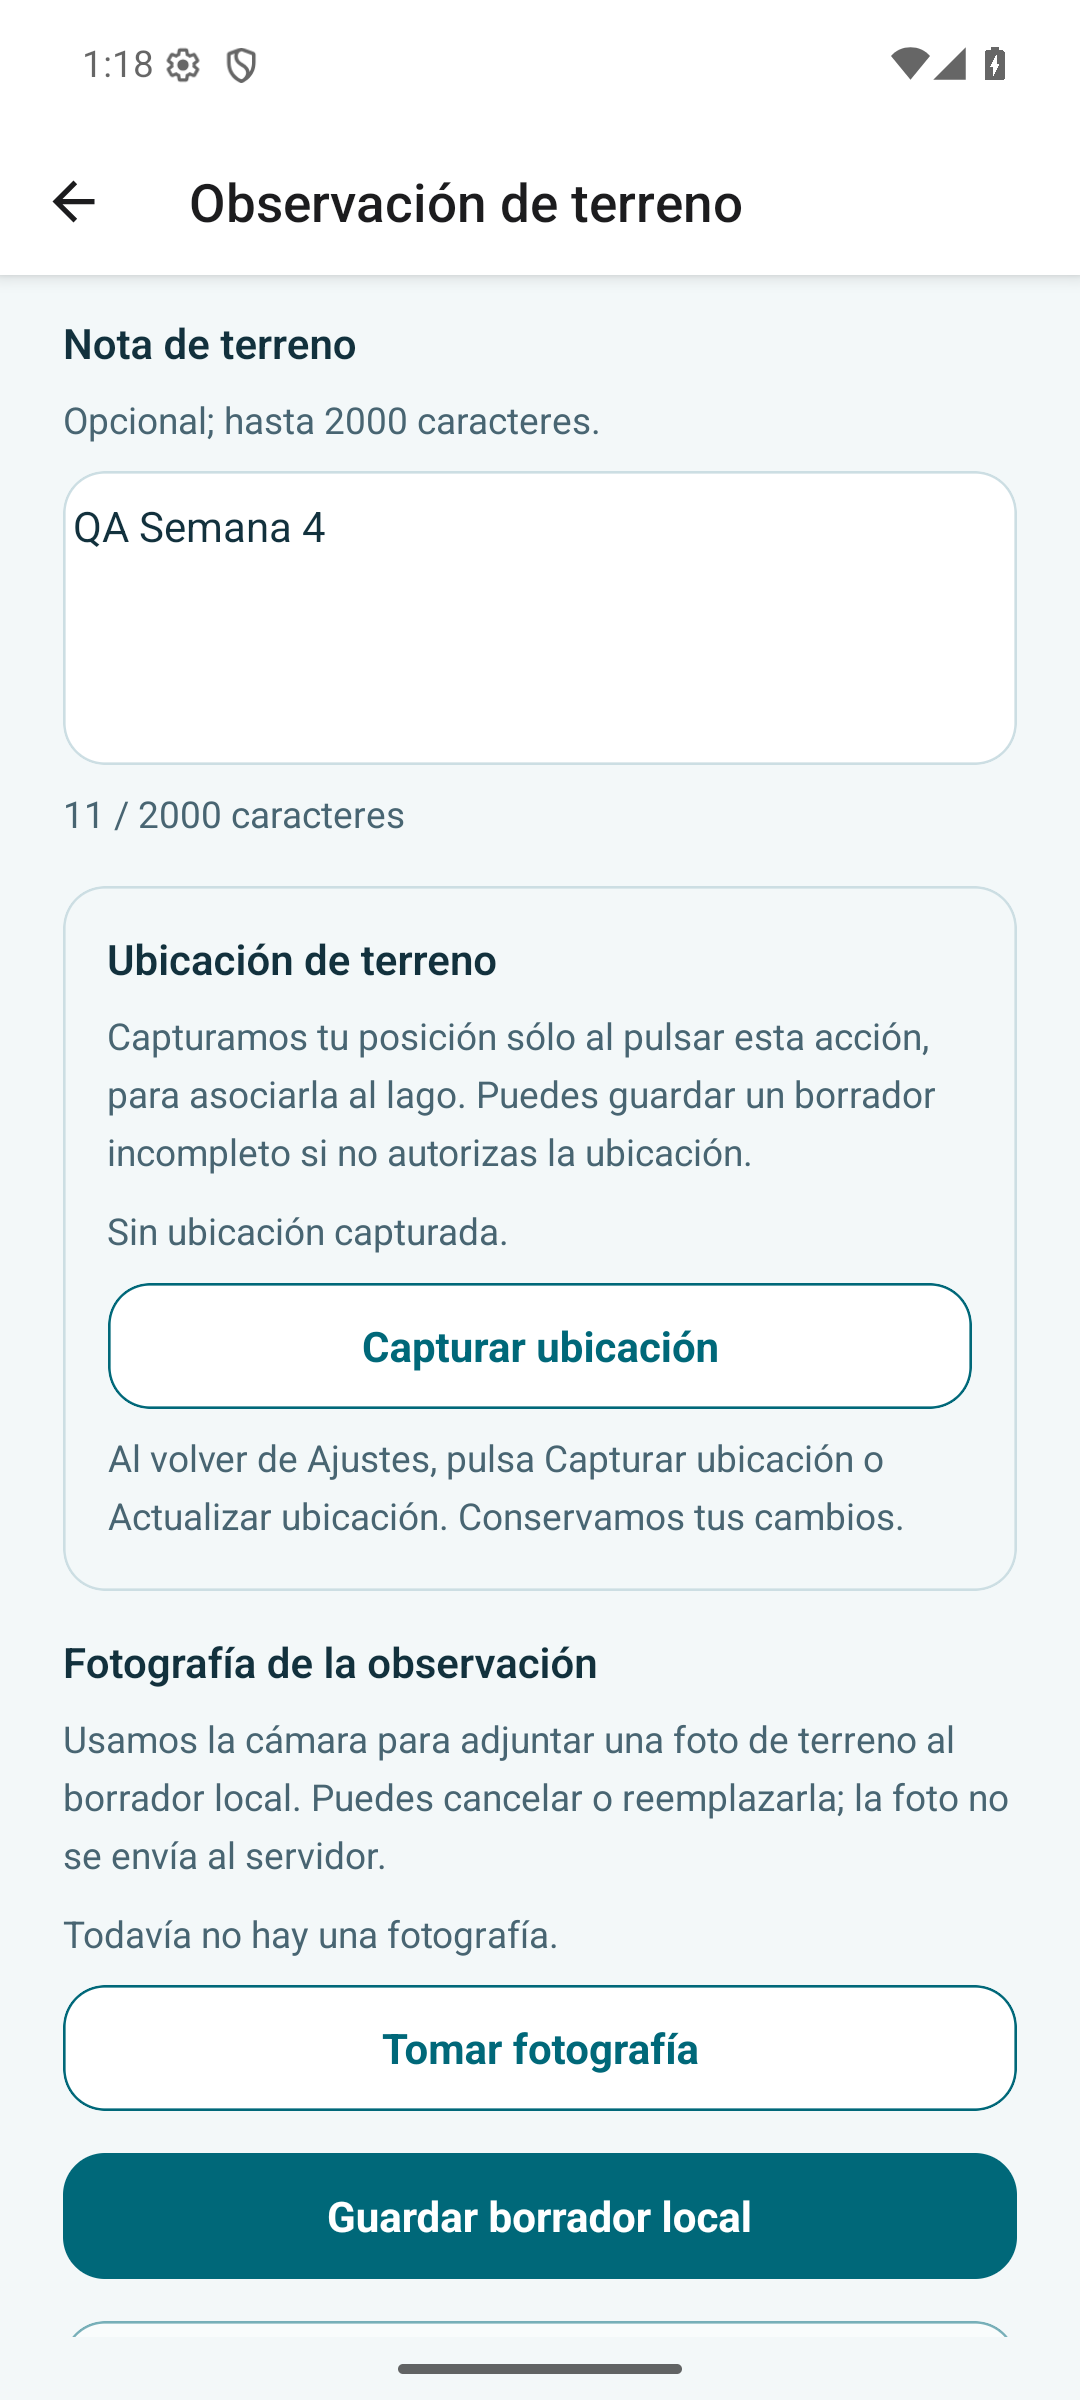 1:18
Observación de terreno
Nota de terreno
Opcional; hasta 2000 caracteres.
QA Semana 4
11 / 2000 caracteres
Ubicación de terreno
Capturamos tu posición sólo al pulsar esta acción,
para asociarla al lago. Puedes guardar un borrador
incompleto si no autorizas la ubicación.
Sin ubicación capturada.
Capturar ubicación
Al volver de Ajustes, pulsa Capturar ubicación o
Actualizar ubicación. Conservamos tus cambios.
Fotografía de la observación
Usamos la cámara para adjuntar una foto de terreno al
borrador local. Puedes cancelar o reemplazarla; la foto no
se envía al servidor.
Todavía no hay una fotografía.
Tomar fotografía
Guardar borrador local